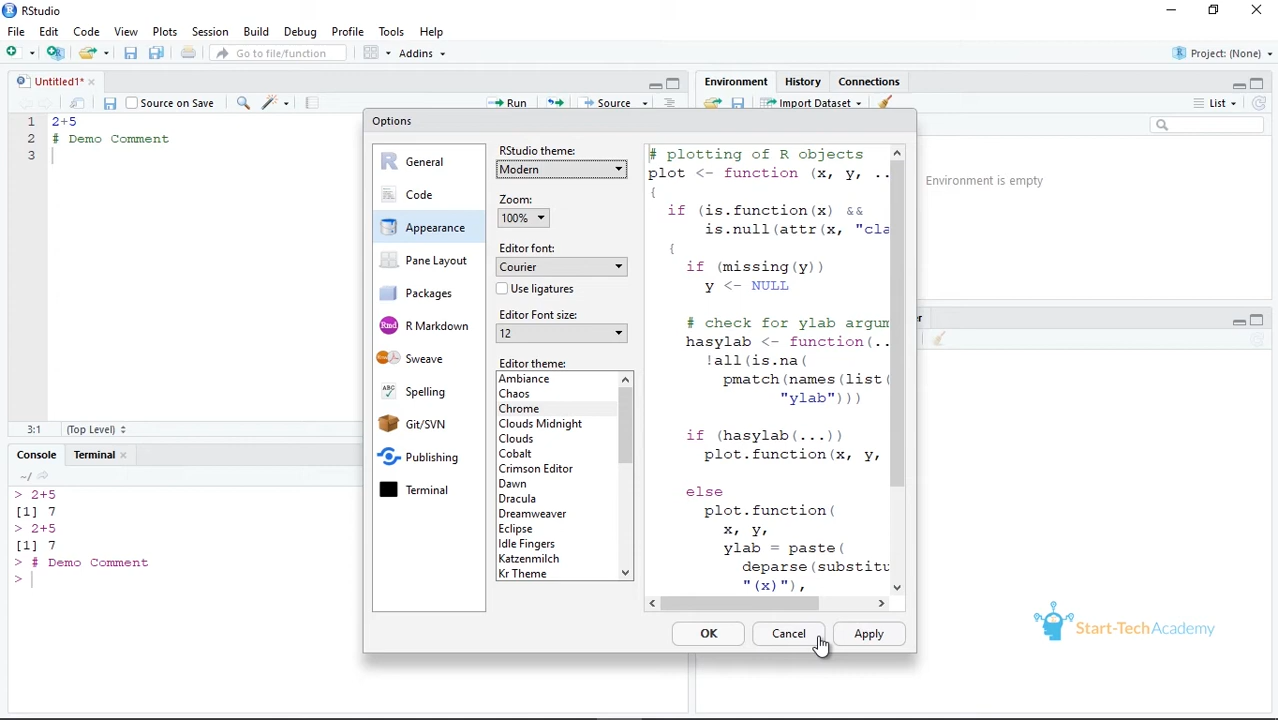 RStudio
File Edit Code View Plots Session Build Debug Profile Tools Help
Go to file/function
Addins
Project: (None)
Untitled1*
Source on Save
Run
Source
1 2+5
2 # Demo Comment
3
3:1 (Top Level)
Console Terminal
~/
> 2+5
[1] 7
> 2+5
[1] 7
> # Demo Comment
>
Environment History Connections
Import Dataset
List
Environment is empty
Options
General
Code
Appearance
Pane Layout
Packages
Rmd R Markdown
Sweave
ABC Spelling
Git/SVN
Publishing
Terminal
RStudio theme:
Modern
Zoom:
100%
Editor font:
Courier
Use ligatures
Editor Font size:
12
Editor theme:
Ambiance
Chaos
Chrome
Clouds Midnight
Clouds
Cobalt
Crimson Editor
Dawn
Dracula
Dreamweaver
Eclipse
Idle Fingers
Katzenmilch
Kr Theme
# plotting of R objects
plot <- function (x, y, ..
{
if (is.function(x) &&
is.null(attr(x, "cla
{
if (missing(y))
y <- NULL
# check for ylab argum
hasylab <- function(..
!all(is.na(
pmatch(names(list(
"ylab")))
if (hasylab(...))
plot.function(x, y,
else
plot.function(
x, y,
ylab = paste(
deparse(substitu
"(x)"),
OK Cancel Apply
Start-TechAcademy